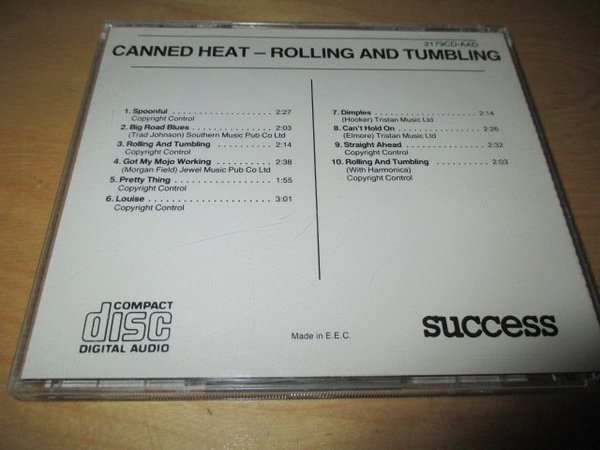 2179CD-AAD
CANNED HEAT – ROLLING AND TUMBLING
1. Spoonful .................... 2:27
Copyright Control
2. Big Road Blues .................... 2:03
(Trad Johnson) Southern Music Pub Co Ltd
3. Rolling And Tumbling .................... 2:14
Copyright Control
4. Got My Mojo Working .................... 2:38
(Morgan Field) Jewel Music Pub Co Ltd
5. Pretty Thing .................... 1:55
Copyright Control
6. Louise .................... 3:01
Copyright Control
7. Dimples .................... 2:14
(Hooker) Tristan Music Ltd
8. Can't Hold On .................... 2:26
(Elmore) Tristan Music Ltd
9. Straight Ahead .................... 2:32
Copyright Control
10. Rolling And Tumbling .................... 2:03
(With Harmonica)
Copyright Control
COMPACT
disc
DIGITAL AUDIO
Made in E.E.C.
success